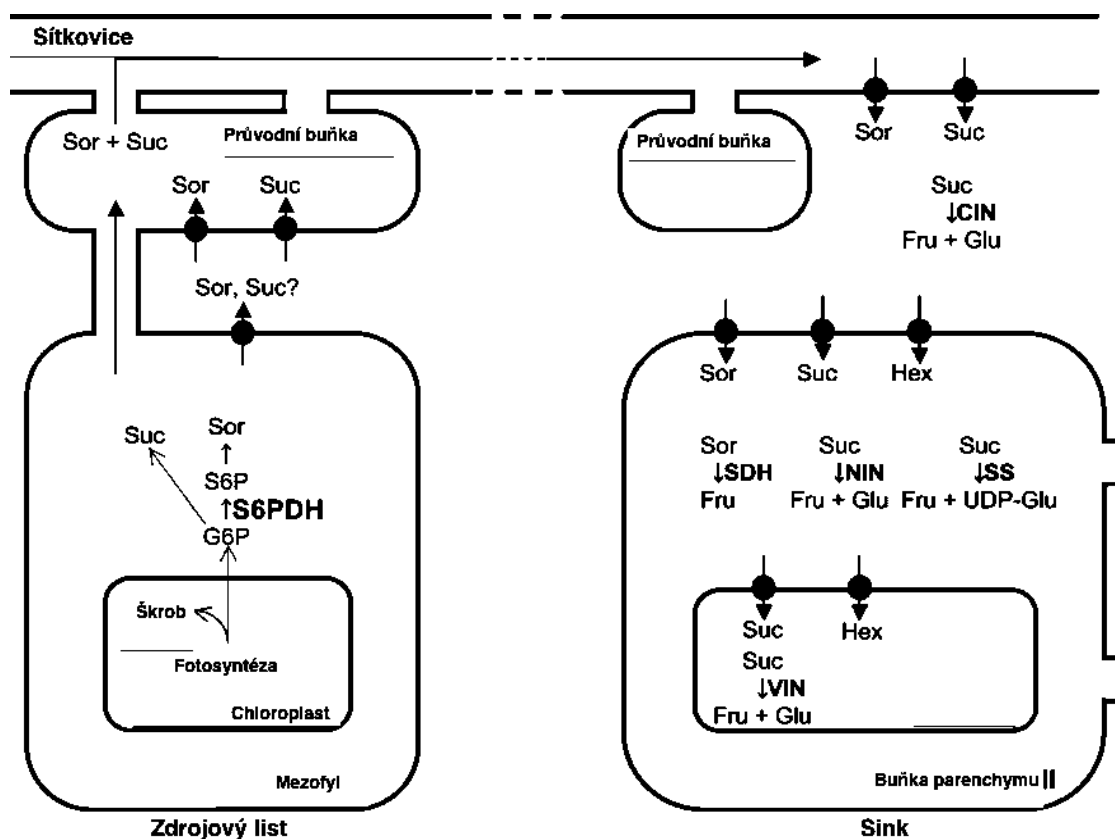 Sítkovice
Sor + Suc
Průvodní buňka
Sor
Suc
Sor, Suc?
Suc
Sor
↑
S6P
↑S6PDH
G6P
Škrob
Fotosyntéza
Chloroplast
Mezofyl
Zdrojový list
Průvodní buňka
Sor
Suc
Suc
↓CIN
Fru + Glu
Sor
Suc
Hex
Sor
↓SDH
Fru
Suc
↓NIN
Fru + Glu
Suc
↓SS
Fru + UDP-Glu
Suc
Hex
Suc
↓VIN
Fru + Glu
Buňka parenchymu
Sink